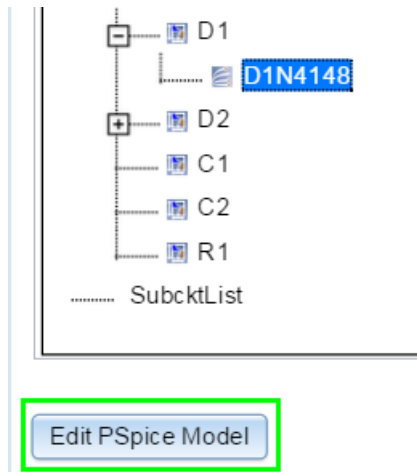 D1
D1N4148
D2
C1
C2
R1
SubcktList
Edit PSpice Model